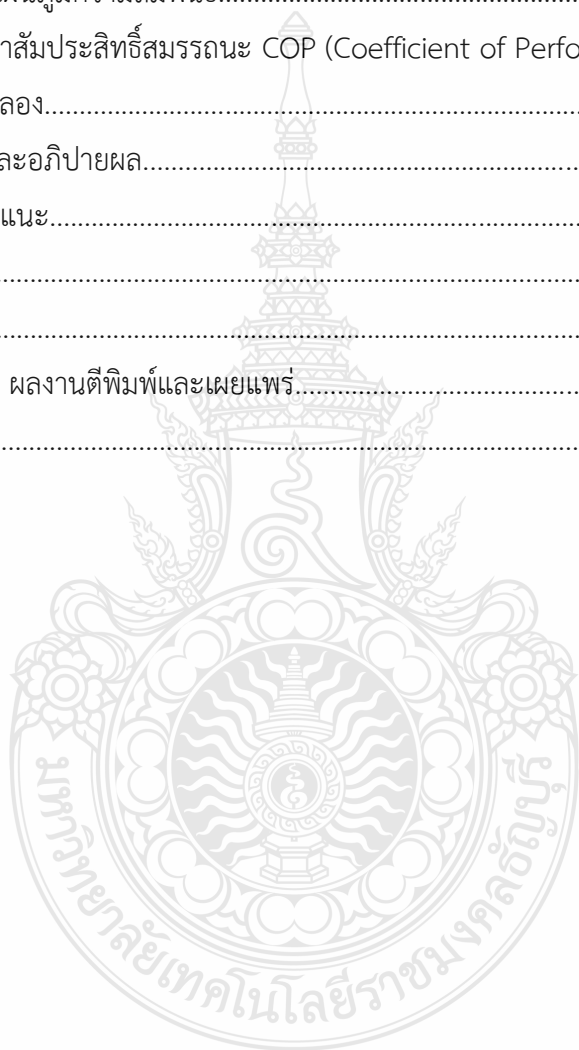 าสัมประสิทธิ์สมรรถนะ COP (Coefficient of Perfo
ลอง........................................................................
ละอภิปายผล........................................................................
แนะ........................................................................
........................................................................
........................................................................
ผลงานตีพิมพ์และเผยแพร่........................................................................
........................................................................
มหาวิทยาลัยเทคโนโลยีราชมงคลธัญบุรี